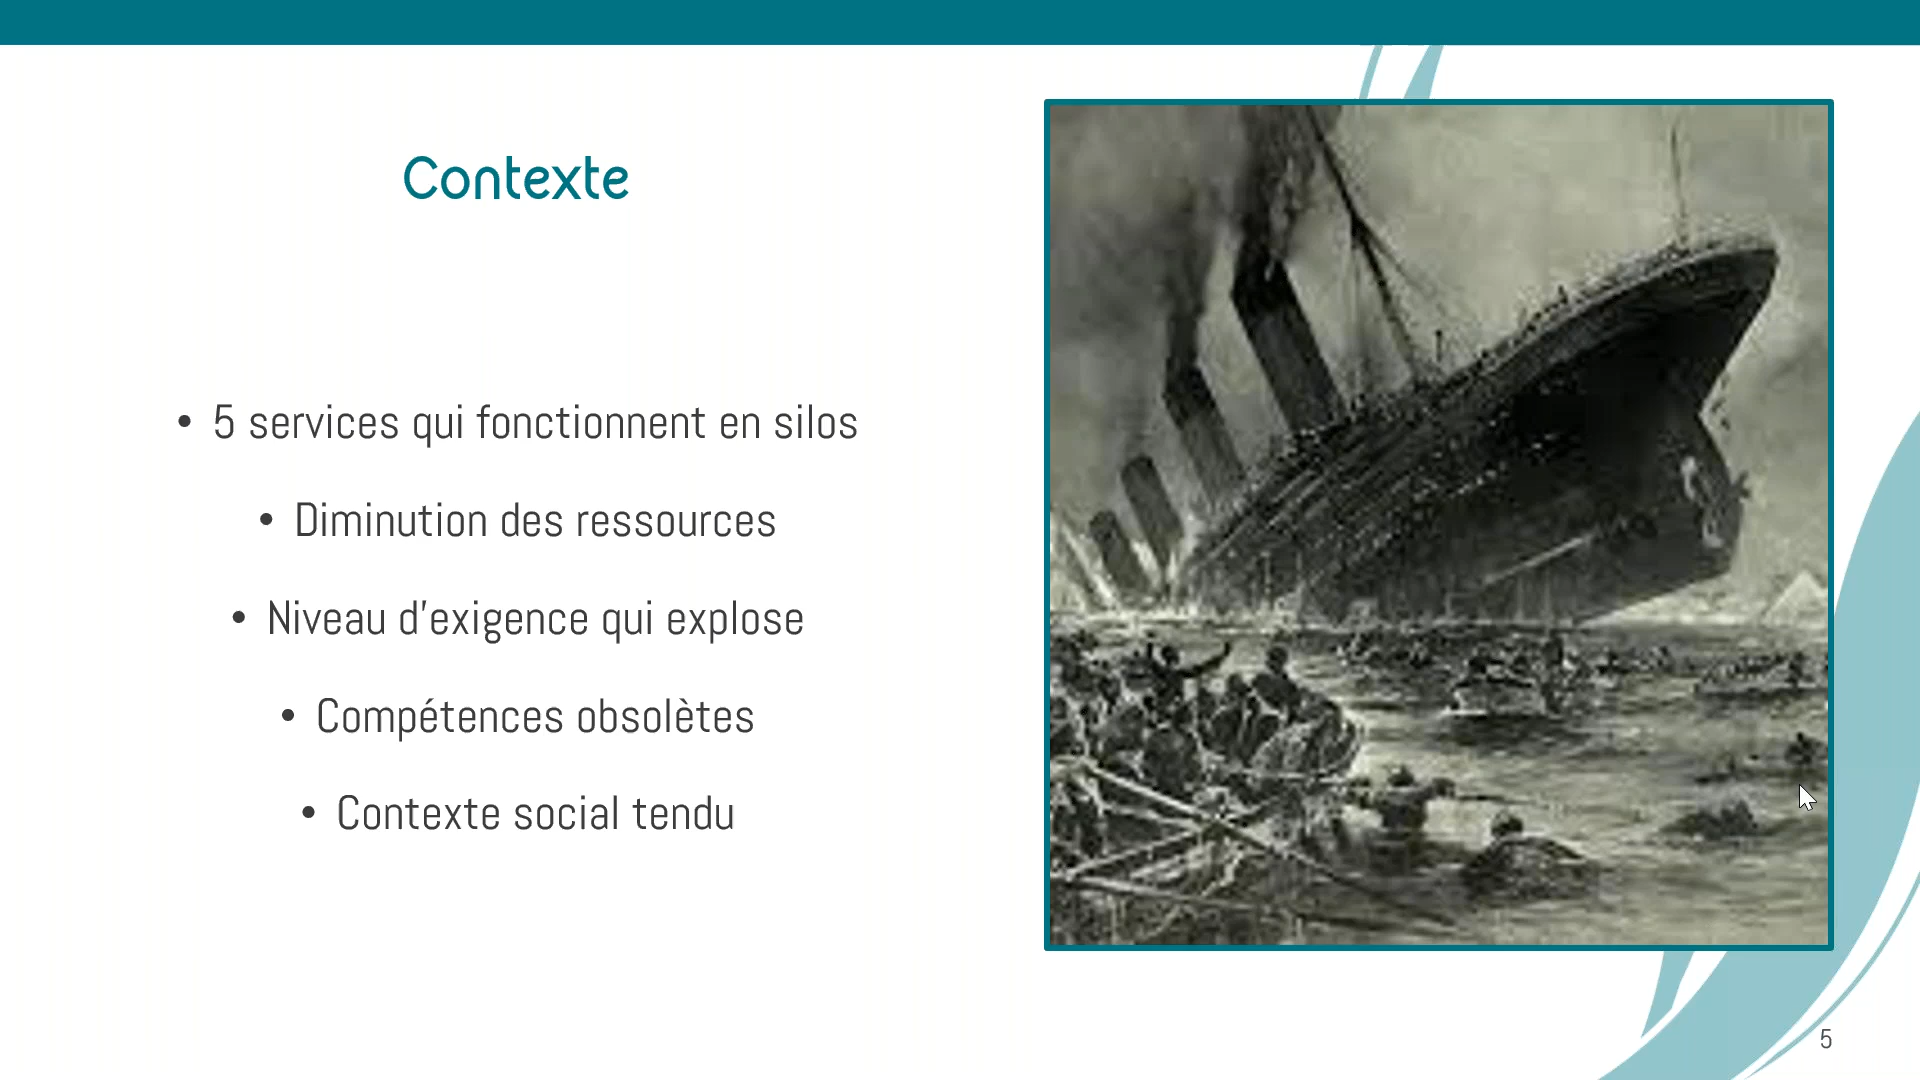 Contexte
• 5 services qui fonctionnent en silos
• Diminution des ressources
• Niveau d’exigence qui explose
• Compétences obsolètes
• Contexte social tendu
5